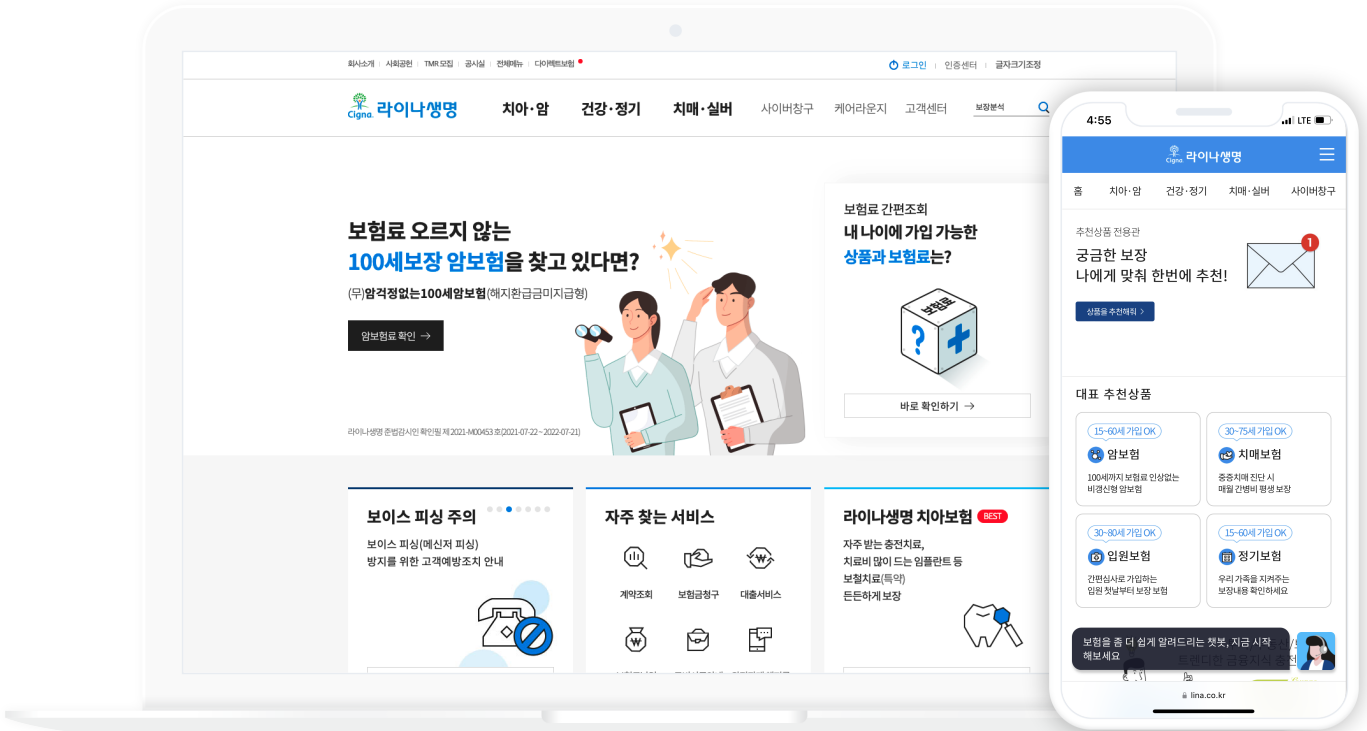 회사소개 사회공헌 TMR 모집 공시실 전체메뉴 다이렉트보험
로그인 인증센터 글자크기조정
Cigna. 라이나생명 치아·암 건강·정기 치매·실버 사이버창구 케어라운지 고객센터 보장분석
보험료 오르지 않는
100세보장 암보험을 찾고 있다면?
(무)암걱정없는100세암보험(해지환급금미지급형)
암보험료 확인 →
라이나생명 준법감시인 확인필 제2021-M00453 호(2021-07-22 ~ 2022-07-21)
보험료 간편조회
내 나이에 가입 가능한
상품과 보험료는?
보험료
?
바로 확인하기 →
보이스 피싱 주의
보이스 피싱(메신저 피싱)
방지를 위한 고객예방조치 안내
자주 찾는 서비스
계약조회 보험금청구 대출서비스
라이나생명 치아보험 BEST
자주 받는 충전치료,
치료비 많이 드는 임플란트 등
보철치료(특약)
든든하게 보장
4:55 LTE
Cigna. 라이나생명
홈 치아·암 건강·정기 치매·실버 사이버창구
추천상품 전용관
궁금한 보장
나에게 맞춰 한번에 추천!
1
상품을 추천해줘 >
대표 추천상품
15~60세 가입 OK
암보험
100세까지 보험료 인상없는
비갱신형 암보험
30~75세 가입 OK
치매보험
중증치매 진단 시
매월 간병비 평생 보장
30~80세 가입 OK
입원보험
간편심사로 가입하는
입원 첫날부터 보장 보험
15~60세 가입 OK
정기보험
우리 가족을 지켜주는
보장내용 확인하세요
보험을 좀 더 쉽게 알려드리는 챗봇, 지금 시작
해보세요
lina.co.kr